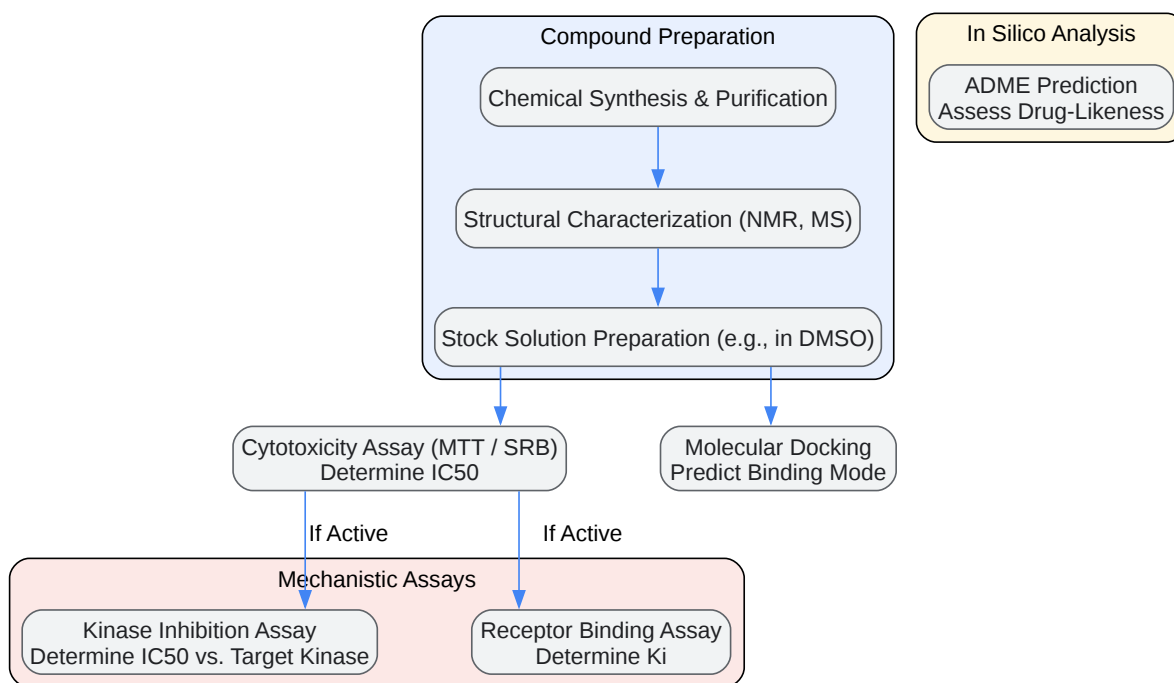 Compound Preparation
In Silico Analysis
Chemical Synthesis & Purification
ADME Prediction
Assess Drug-Likeness
Structural Characterization (NMR, MS)
Stock Solution Preparation (e.g., in DMSO)
Cytotoxicity Assay (MTT / SRB)
Determine IC50
Molecular Docking
Predict Binding Mode
If Active
If Active
Mechanistic Assays
Kinase Inhibition Assay
Determine IC50 vs. Target Kinase
Receptor Binding Assay
Determine Ki